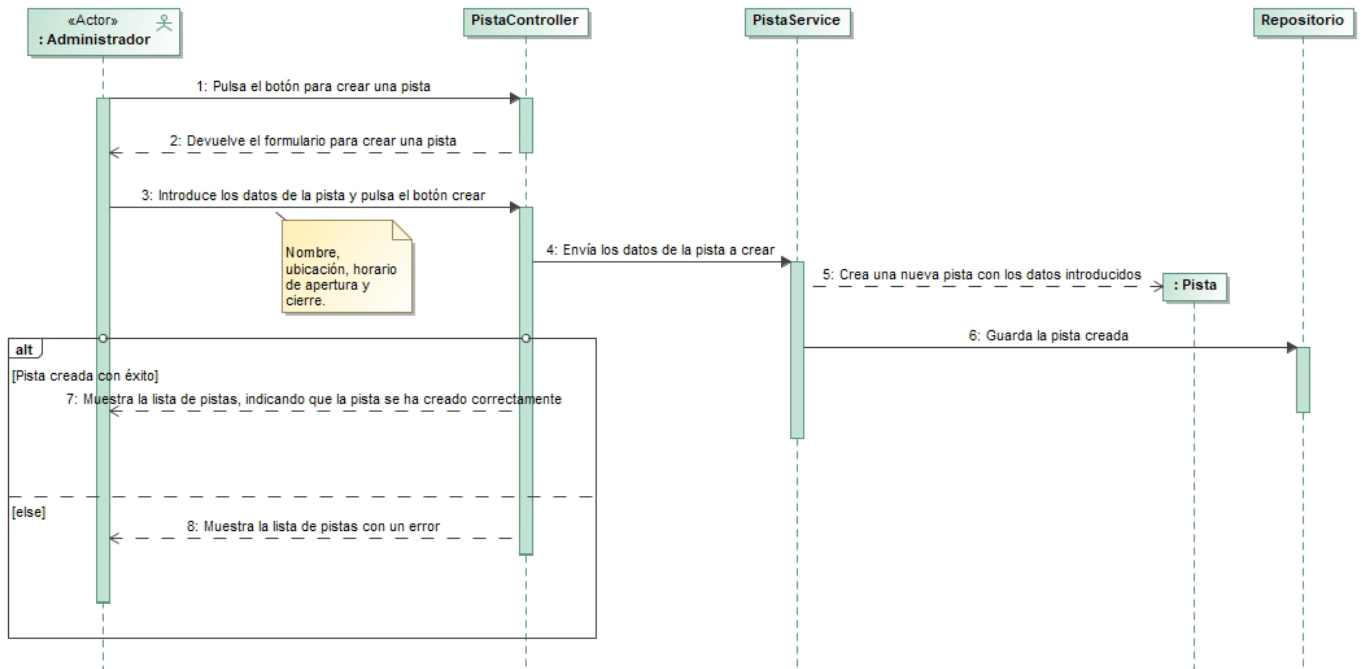 «Actor»
: Administrador
PistaController
PistaService
Repositorio
1: Pulsa el botón para crear una pista
2: Devuelve el formulario para crear una pista
3: Introduce los datos de la pista y pulsa el botón crear
Nombre,
ubicación, horario
de apertura y
cierre.
4: Envía los datos de la pista a crear
5: Crea una nueva pista con los datos introducidos
: Pista
6: Guarda la pista creada
alt
[Pista creada con éxito]
7: Muestra la lista de pistas, indicando que la pista se ha creado correctamente
[else]
8: Muestra la lista de pistas con un error